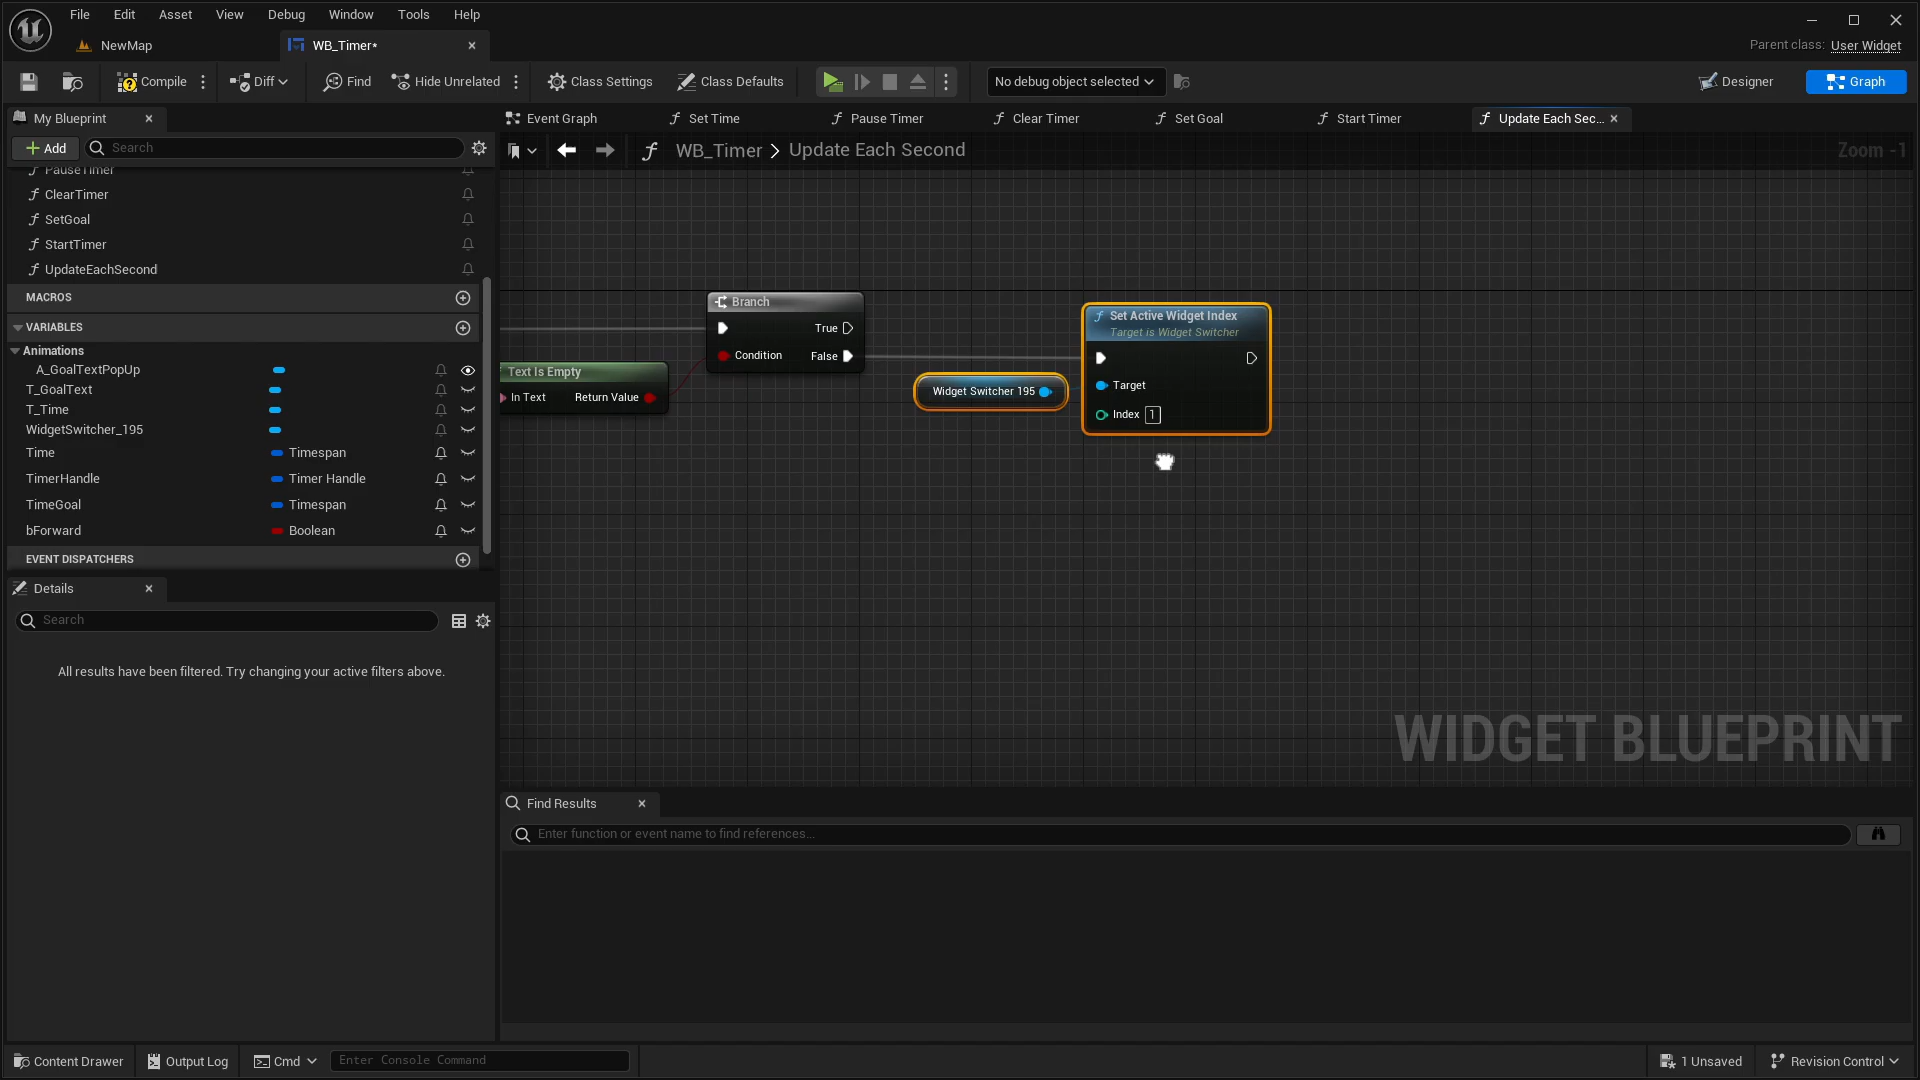 File Edit Asset View Debug Window Tools Help
NewMap
WB_Timer*
Parent class: User Widget
Compile
Diff
Find
Hide Unrelated
Class Settings
Class Defaults
No debug object selected
Designer
Graph
My Blueprint
Event Graph
Set Time
Pause Timer
Clear Timer
Set Goal
Start Timer
Update Each Sec...
Add
Search
WB_Timer > Update Each Second
Zoom -1
PauseTimer
ClearTimer
SetGoal
StartTimer
UpdateEachSecond
MACROS
VARIABLES
Animations
A_GoalTextPopUp
T_GoalText
T_Time
WidgetSwitcher_195
Time Timespan
TimerHandle Timer Handle
TimeGoal Timespan
bForward Boolean
EVENT DISPATCHERS
Branch
True
Condition False
Text Is Empty
In Text Return Value
Widget Switcher 195
Set Active Widget Index
Target is Widget Switcher
Target
Index 1
WIDGET BLUEPRINT
Details
Search
All results have been filtered. Try changing your active filters above.
Find Results
Enter function or event name to find references...
Content Drawer
Output Log
Cmd
Enter Console Command
1 Unsaved
Revision Control